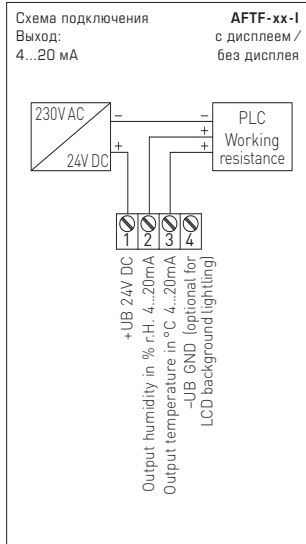 Схема подключения
AFTF-xx-I
Выход:
с дисплеем /
4...20 мА
без дисплея
230V AC
24V DC
–
+
–
+
+
PLC
Working
resistance
1 2 3 4
+UB 24V DC
Output humidity in % r.H. 4...20mA
Output temperature in °C 4...20mA
–UB GND (optional for
LCD background lightling)